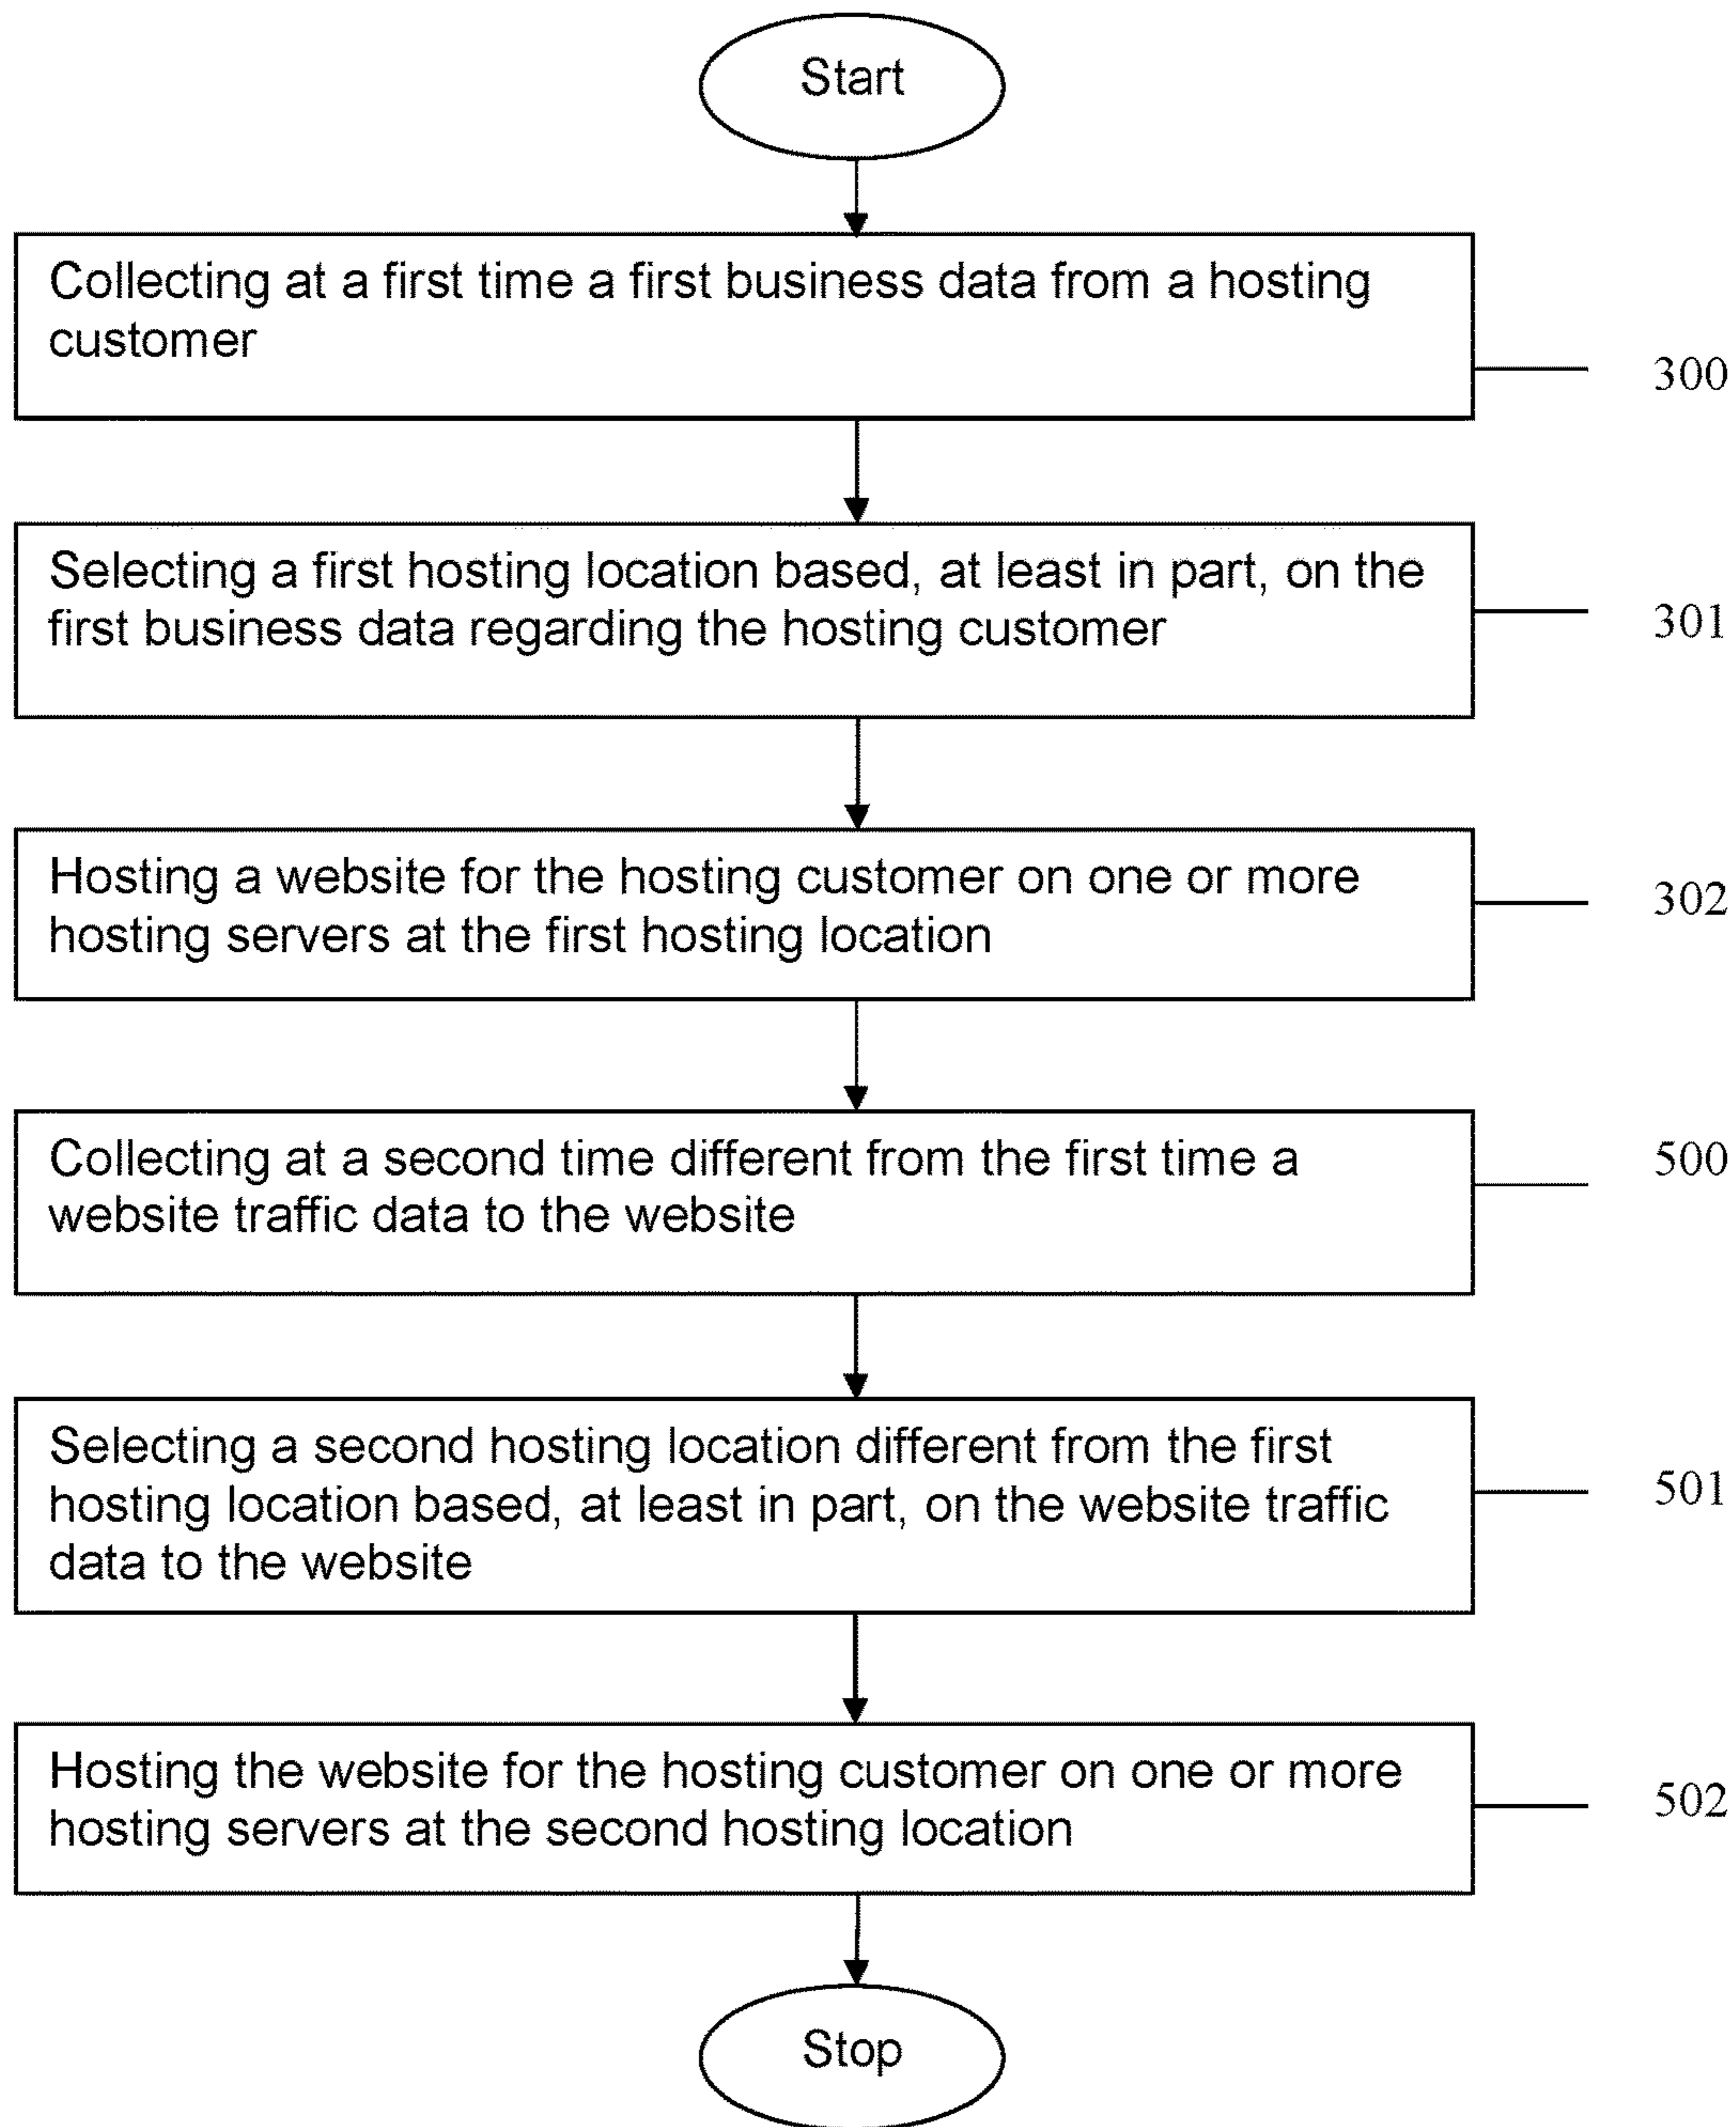 Start
Collecting at a first time a first business data from a hosting
customer
300
Selecting a first hosting location based, at least in part, on the
first business data regarding the hosting customer
301
Hosting a website for the hosting customer on one or more
hosting servers at the first hosting location
302
Collecting at a second time different from the first time a
website traffic data to the website
500
Selecting a second hosting location different from the first
hosting location based, at least in part, on the website traffic
data to the website
501
Hosting the website for the hosting customer on one or more
hosting servers at the second hosting location
502
Stop